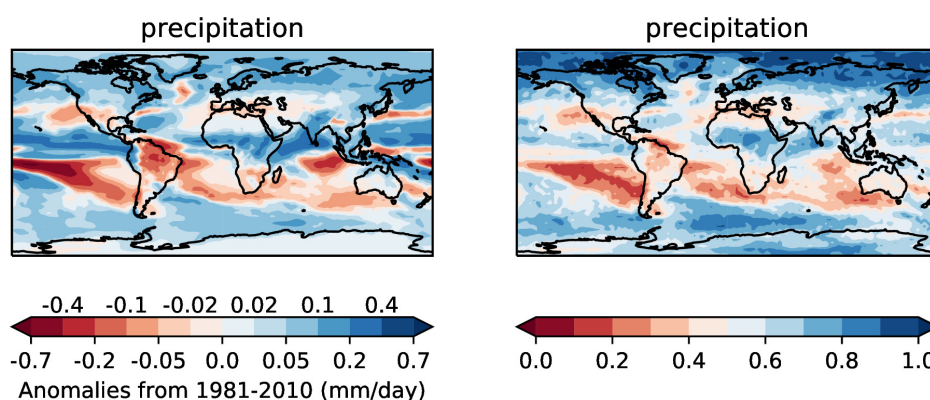 precipitation
precipitation
-0.4 -0.1 -0.02 0.02 0.1 0.4
-0.7 -0.2 -0.05 0.0 0.05 0.2 0.7
Anomalies from 1981-2010 (mm/day)
0.0 0.2 0.4 0.6 0.8 1.0